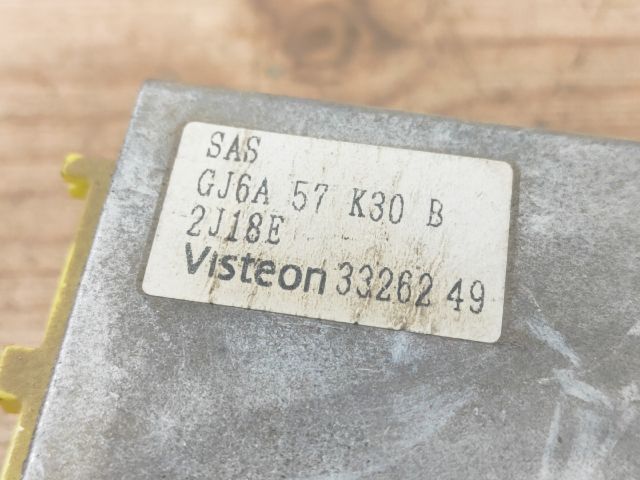 SAS
GJ6A 57 K30 B
2J18E
Visteon 33262 49